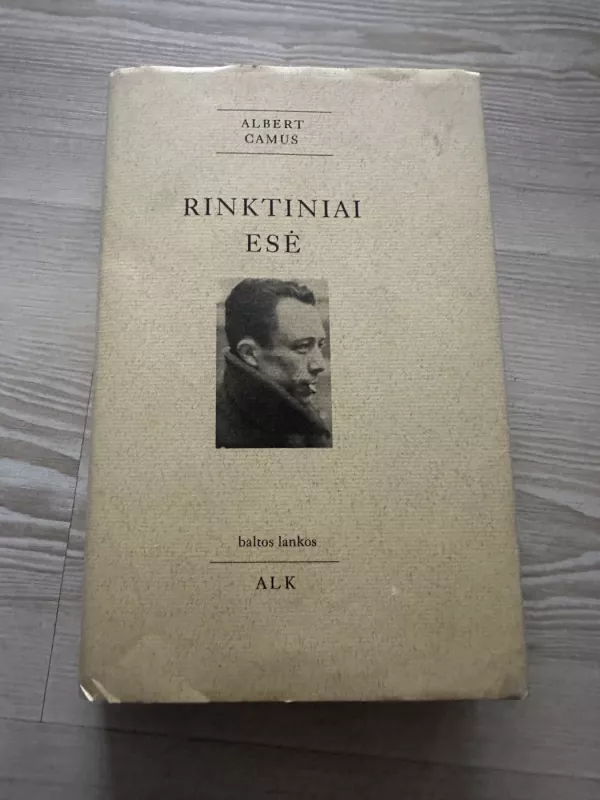 ALBERT
CAMUS
RINKTINIAI
ESĖ
baltos lankos
ALK